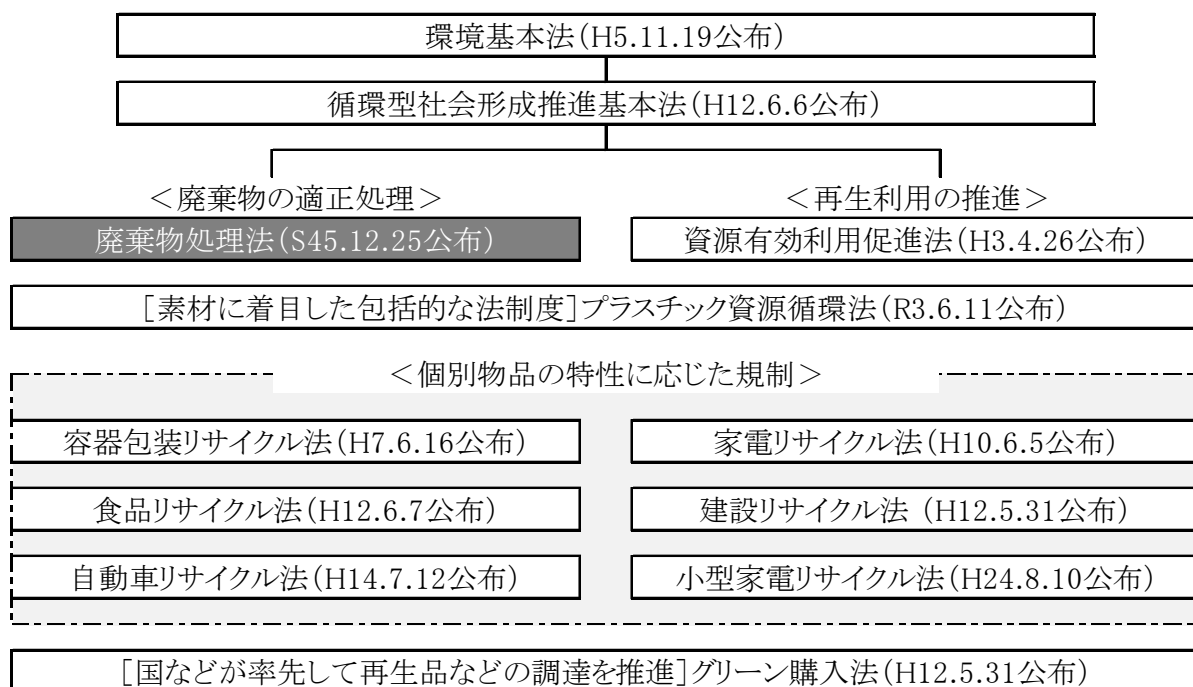 環境基本法(H5.11.19公布)
循環型社会形成推進基本法(H12.6.6公布)
＜廃棄物の適正処理＞
＜再生利用の推進＞
廃棄物処理法(S45.12.25公布)
資源有効利用促進法(H3.4.26公布)
[素材に着目した包括的な法制度]プラスチック資源循環法(R3.6.11公布)
＜個別物品の特性に応じた規制＞
容器包装リサイクル法(H7.6.16公布)
家電リサイクル法(H10.6.5公布)
食品リサイクル法(H12.6.7公布)
建設リサイクル法 (H12.5.31公布)
自動車リサイクル法(H14.7.12公布)
小型家電リサイクル法(H24.8.10公布)
[国などが率先して再生品などの調達を推進]グリーン購入法(H12.5.31公布)